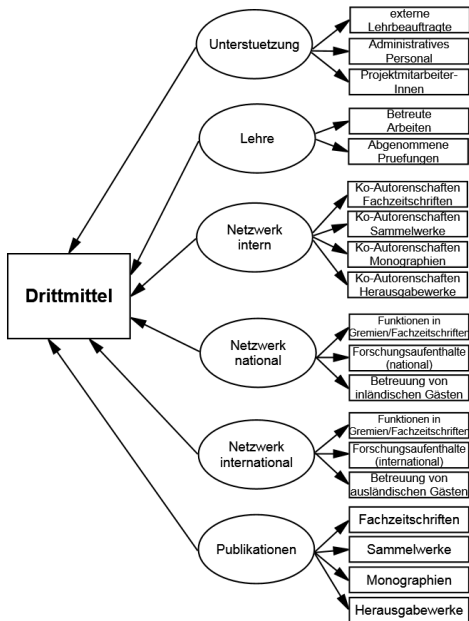 Unterstuetzung
externe
Lehrbeauftragte
Administratives
Personal
Projektmitarbeiter-
Innen
Lehre
Betreute
Arbeiten
Abgenommene
Pruefungen
Netzwerk
intern
Ko-Autorenschaften
Fachzeitschriften
Ko-Autorenschaften
Sammelwerke
Ko-Autorenschaften
Monographien
Ko-Autorenschaften
Herausgabewerke
Drittmittel
Netzwerk
national
Funktionen in
Gremien/Fachzeitschriften
Forschungsaufenthalte
(national)
Betreuung von
inländischen Gästen
Netzwerk
international
Funktionen in
Gremien/Fachzeitschriften
Forschungsaufenthalte
(international)
Betreuung von
ausländischen Gästen
Publikationen
Fachzeitschriften
Sammelwerke
Monographien
Herausgabewerke